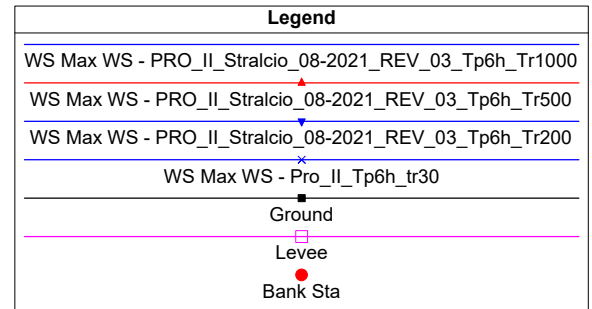 Legend
WS Max WS - PRO_II_Stralcio_08-2021_REV_03_Tp6h_Tr1000
WS Max WS - PRO_II_Stralcio_08-2021_REV_03_Tp6h_Tr500
WS Max WS - PRO_II_Stralcio_08-2021_REV_03_Tp6h_Tr200
WS Max WS - Pro_II_Tp6h_tr30
Ground
Levee
Bank Sta